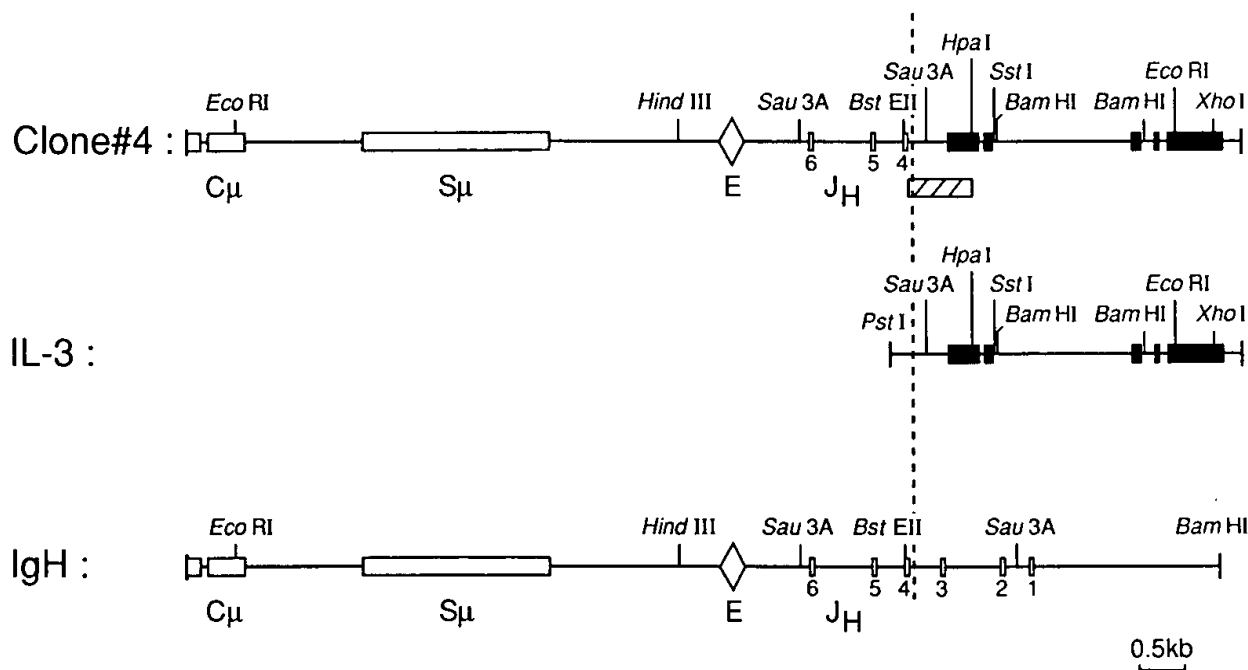 Hpa I
Sau 3A
Sst I
Eco RI
Eco RI
Hind III
Sau 3A
Bst EII
Bam HI
Bam HI
Xho I
Clone#4 :
6
5
4
Cμ
Sμ
E
JH
Hpa I
Sau 3A
Sst I
Eco RI
Pst I
Bam HI
Bam HI
Xho I
IL-3 :
Eco RI
Hind III
Sau 3A
Bst EII
Sau 3A
Bam HI
IgH :
6
5
4
3
2
1
Cμ
Sμ
E
JH
0.5kb